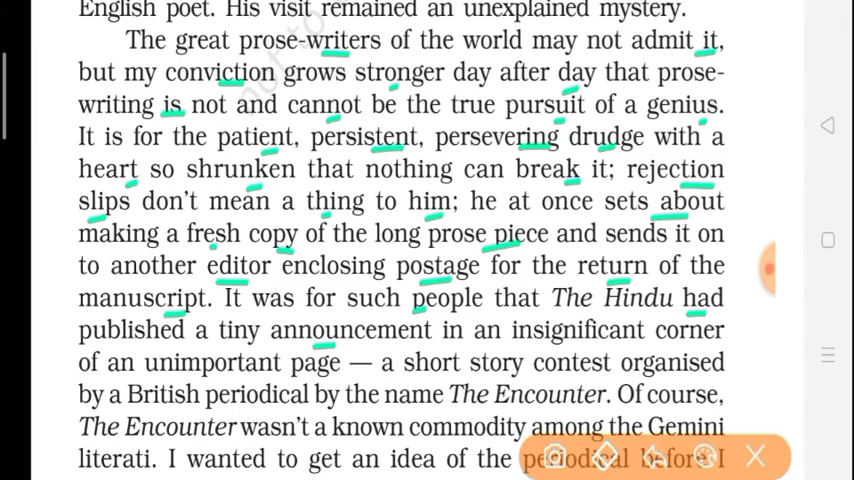 English poet. His visit remained an unexplained mystery.
The great prose-writers of the world may not admit it,
but my conviction grows stronger day after day that prose-
writing is not and cannot be the true pursuit of a genius.
It is for the patient, persistent, persevering drudge with a
heart so shrunken that nothing can break it; rejection
slips don't mean a thing to him; he at once sets about
making a fresh copy of the long prose piece and sends it on
to another editor enclosing postage for the return of the
manuscript. It was for such people that The Hindu had
published a tiny announcement in an insignificant corner
of an unimportant page — a short story contest organised
by a British periodical by the name The Encounter. Of course,
The Encounter wasn't a known commodity among the Gemini
literati. I wanted to get an idea of the periodical before I
not to